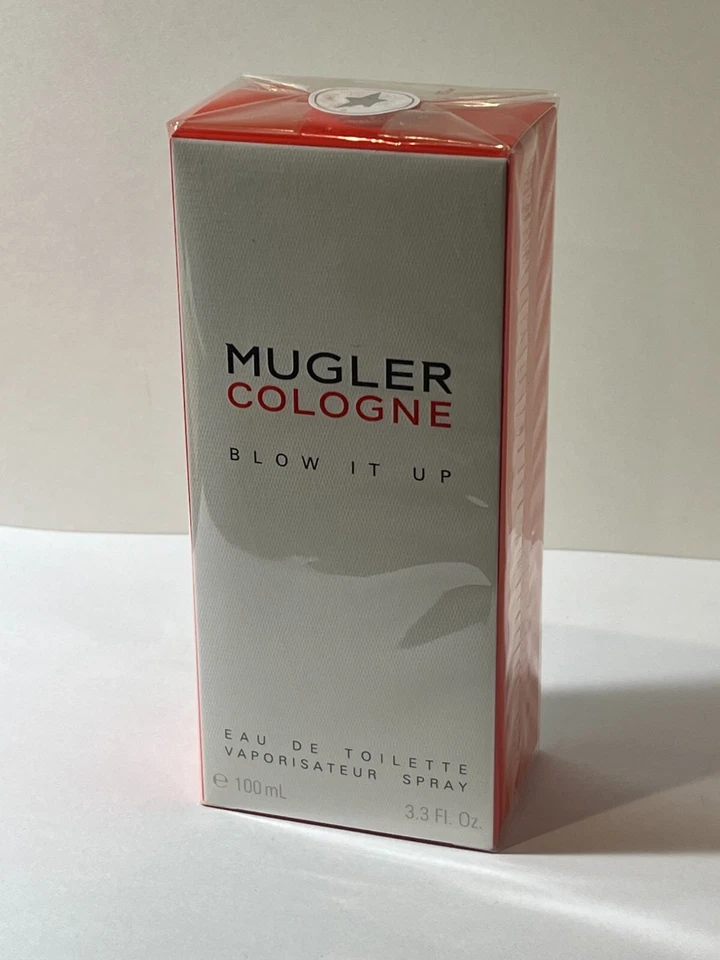 MUGLER
COLOGNE
BLOW IT UP
EAU DE TOILETTE
VAPORISATEUR SPRAY
℮ 100 mL
3.3 Fl. Oz.